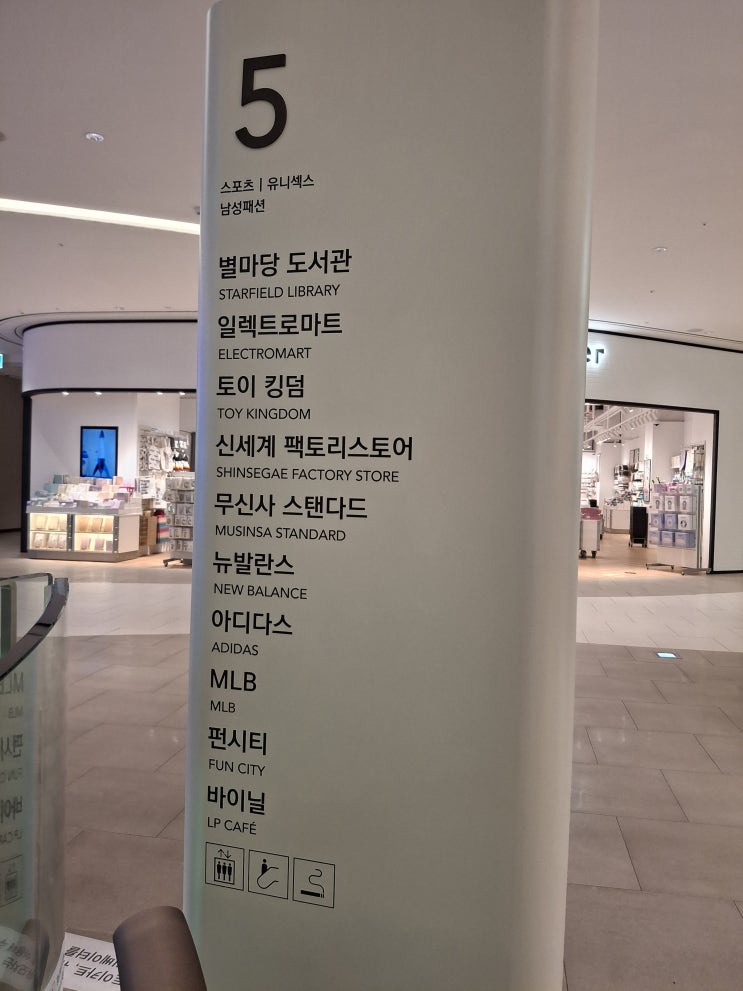 5
스포츠 | 유니섹스
남성패션
별마당 도서관
STARFIELD LIBRARY
일렉트로마트
ELECTROMART
토이 킹덤
TOY KINGDOM
신세계 팩토리스토어
SHINSEGAE FACTORY STORE
무신사 스탠다드
MUSINSA STANDARD
뉴발란스
NEW BALANCE
아디다스
ADIDAS
MLB
MLB
펀시티
FUN CITY
바이닐
LP CAFÉ
er